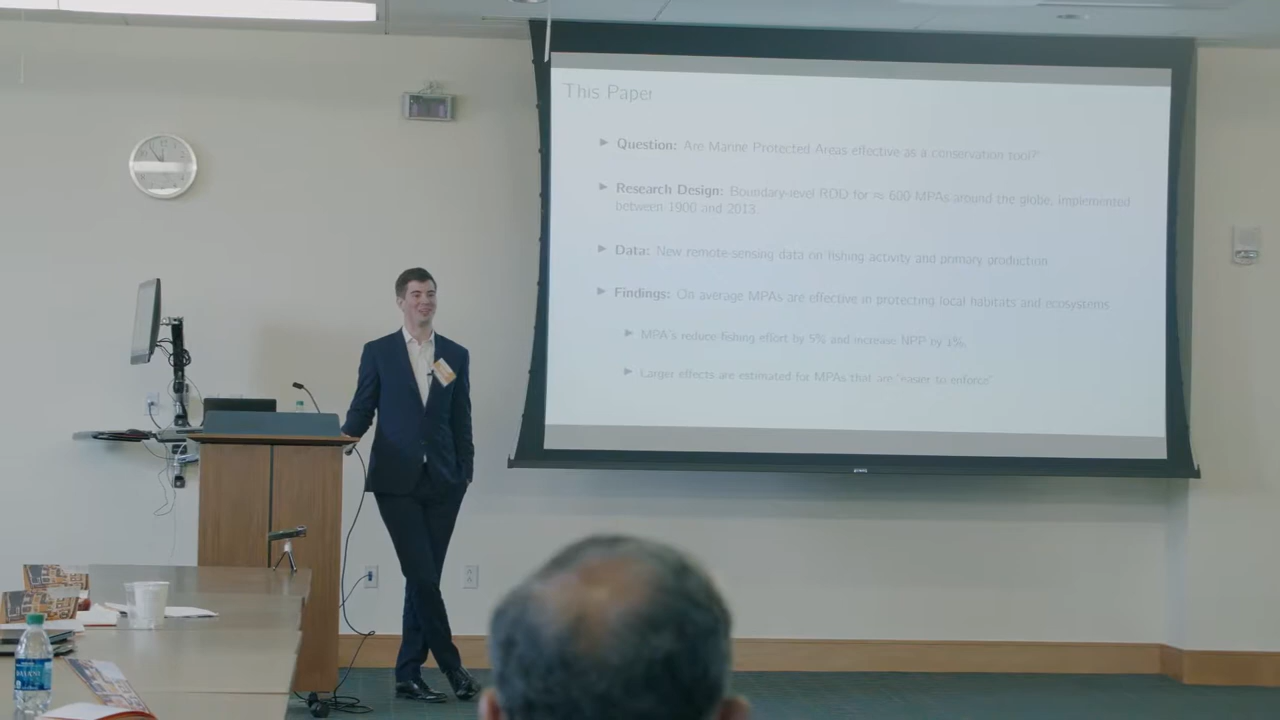 This Paper
► Question: Are Marine Protected Areas effective as a conservation tool?
► Research Design: Boundary-level ROD for ≈ 600 MPAs around the globe, implemented
between 1900 and 2013.
► Data: New remote-sensing data on fishing activity and primary production
► Findings: On average MPAs are effective in protecting local habitats and ecosystems
► MPA's reduce fishing effort by 5% and increase NPP by 1%.
► Larger effects are estimated for MPAs that are "easier to enforce"